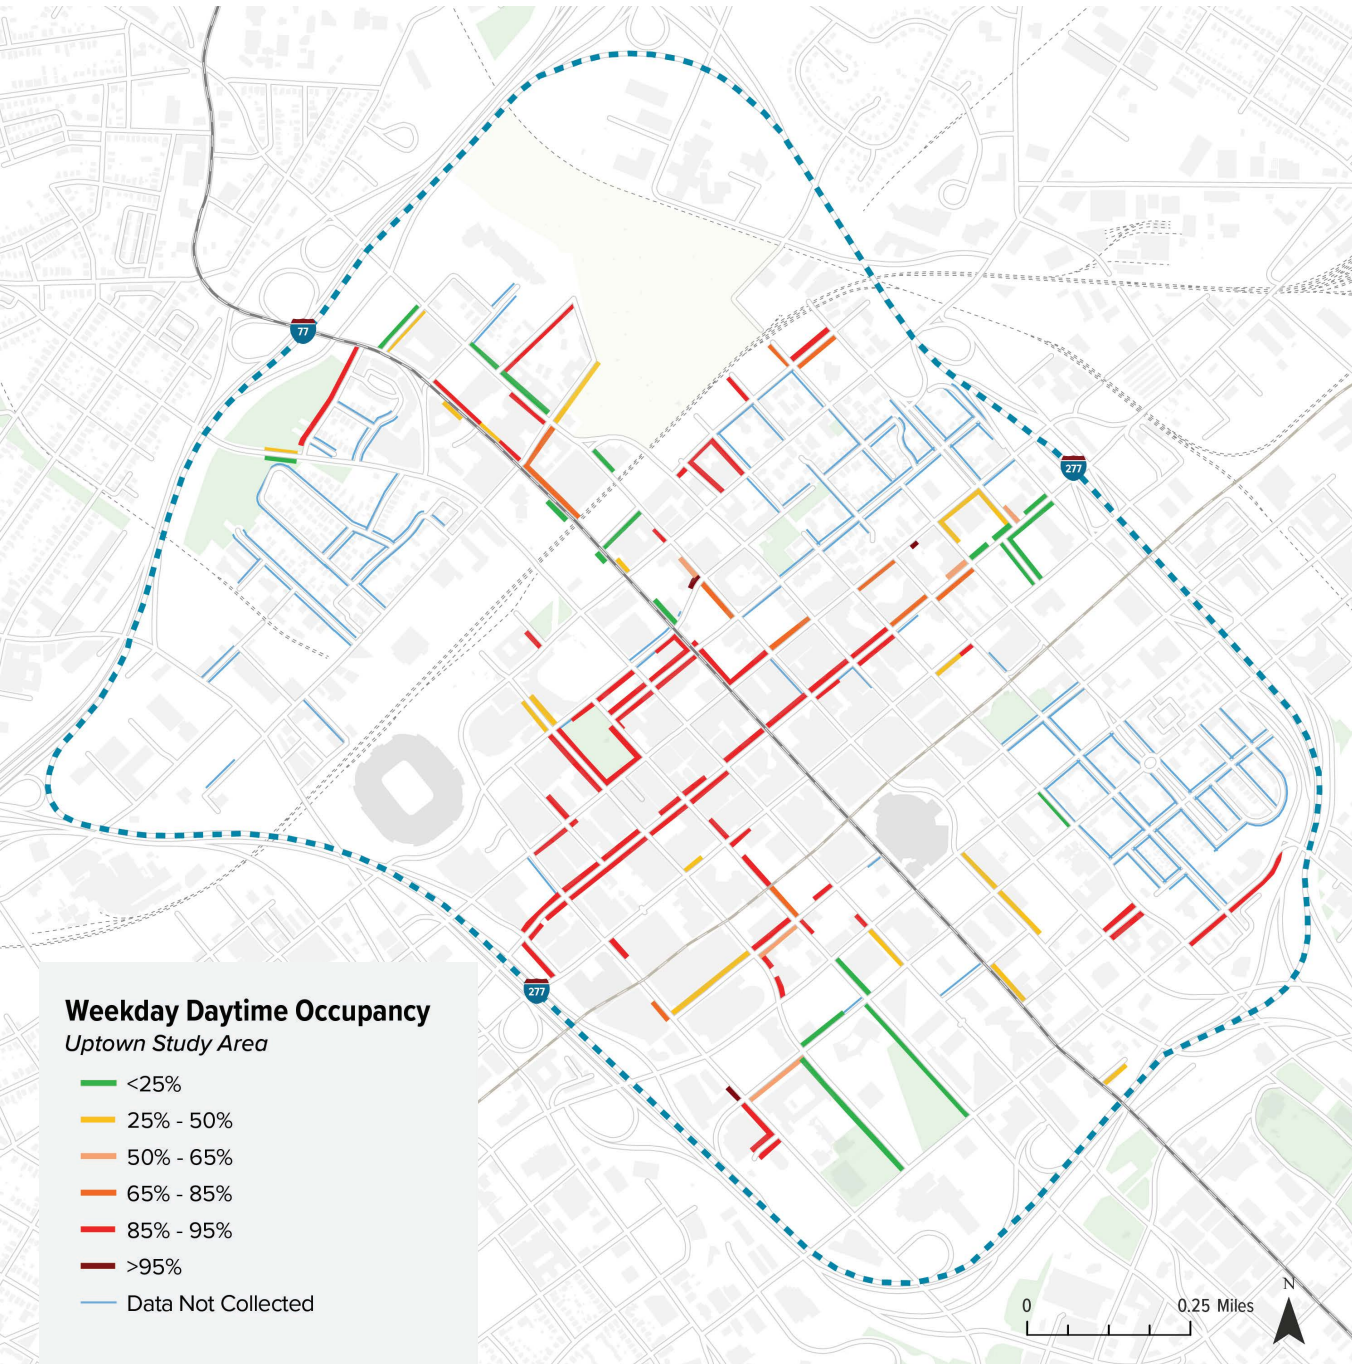 77
277
277
Weekday Daytime Occupancy
Uptown Study Area
<25%
25% - 50%
50% - 65%
65% - 85%
85% - 95%
>95%
Data Not Collected
N
0 0.25 Miles